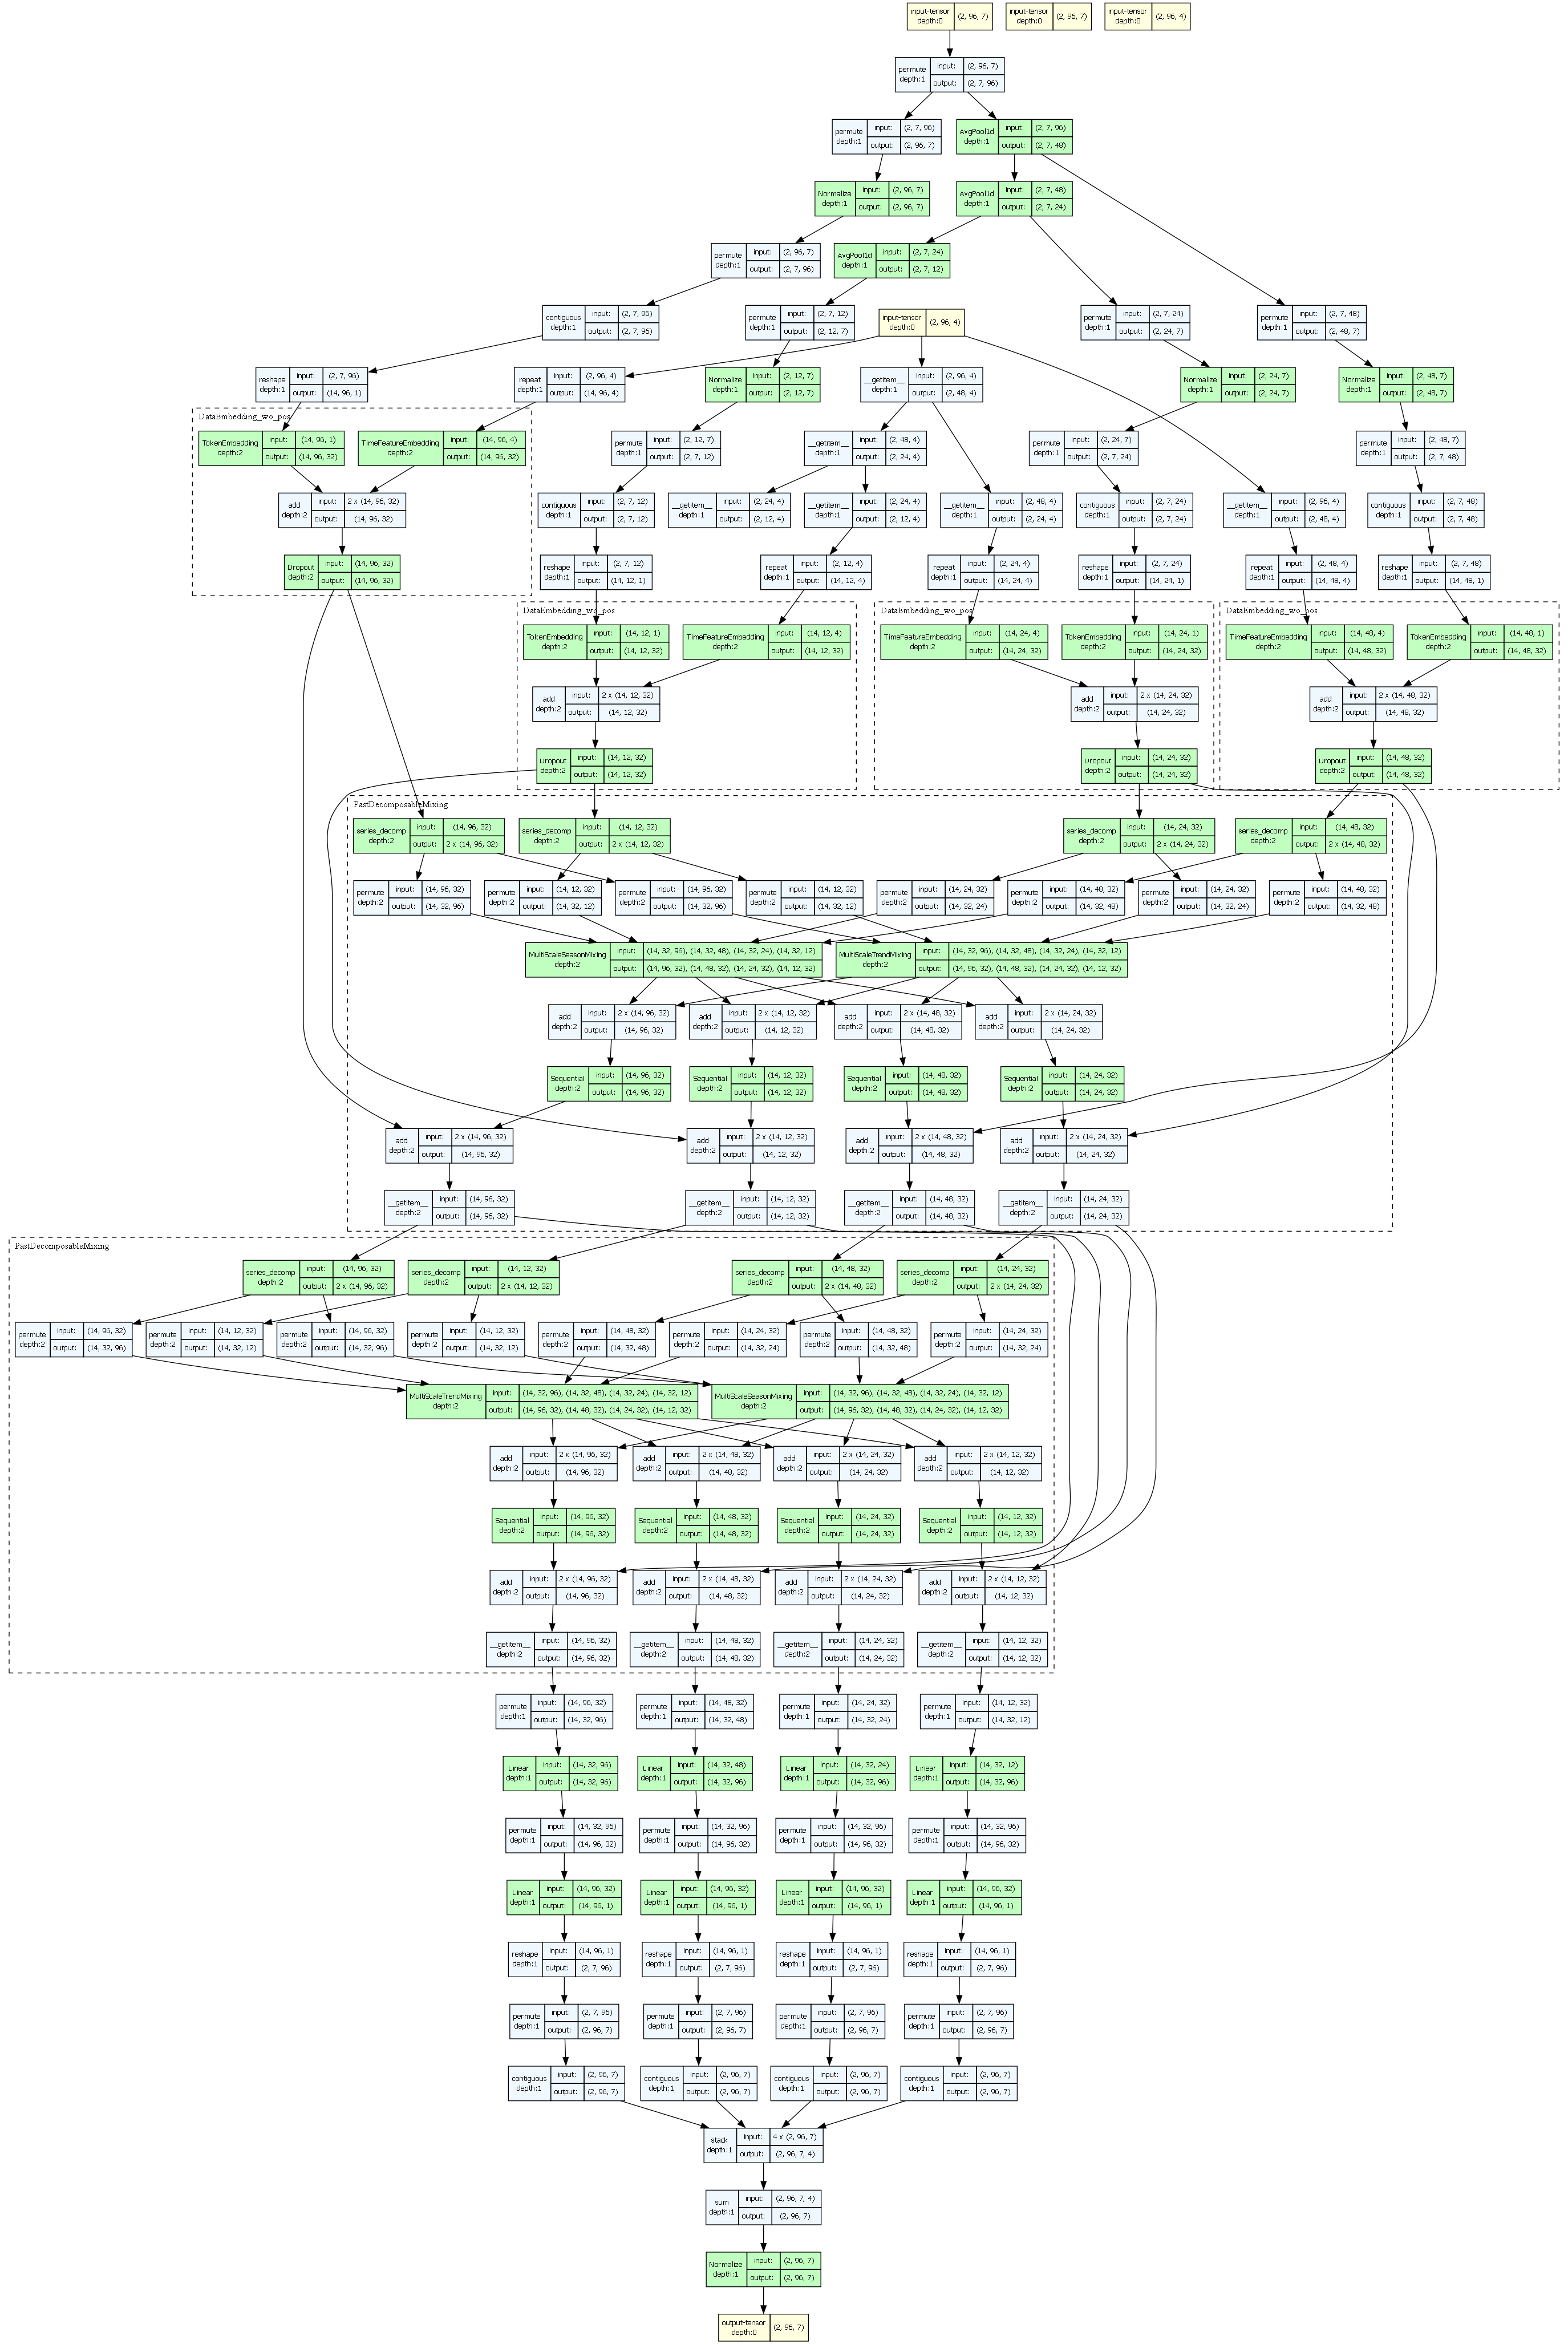 input-tensor
depth:0 (2, 96, 7)
input-tensor
depth:0 (2, 96, 7)
input-tensor
depth:0 (2, 96, 4)
permute input: (2, 96, 7)
depth:1 output: (2, 7, 96)
permute input: (2, 7, 96)
depth:1 output: (2, 96, 7)
AvgPool1d input: (2, 7, 96)
depth:1 output: (2, 7, 48)
Normalize input: (2, 96, 7)
depth:1 output: (2, 96, 7)
AvgPool1d input: (2, 7, 48)
depth:1 output: (2, 7, 24)
permute input: (2, 96, 7)
depth:1 output: (2, 7, 96)
AvgPool1d input: (2, 7, 24)
depth:1 output: (2, 7, 12)
contiguous input: (2, 7, 96)
depth:1 output: (2, 7, 96)
permute input: (2, 7, 12)
depth:1 output: (2, 12, 7)
input-tensor
depth:0 (2, 96, 4)
permute input: (2, 7, 24)
depth:1 output: (2, 24, 7)
permute input: (2, 7, 48)
depth:1 output: (2, 48, 7)
reshape input: (2, 7, 96)
depth:1 output: (14, 96, 1)
repeat input: (2, 96, 4)
depth:1 output: (14, 96, 4)
Normalize input: (2, 12, 7)
depth:1 output: (2, 12, 7)
__getitem__ input: (2, 96, 4)
depth:1 output: (2, 48, 4)
Normalize input: (2, 24, 7)
depth:1 output: (2, 24, 7)
Normalize input: (2, 48, 7)
depth:1 output: (2, 48, 7)
DataEmbedding_wo_pos
TokenEmbedding input: (14, 96, 1)
depth:2 output: (14, 96, 32)
TimeFeatureEmbedding input: (14, 96, 4)
depth:2 output: (14, 96, 32)
permute input: (2, 12, 7)
depth:1 output: (2, 7, 12)
__getitem__ input: (2, 48, 4)
depth:1 output: (2, 24, 4)
permute input: (2, 24, 7)
depth:1 output: (2, 7, 24)
permute input: (2, 48, 7)
depth:1 output: (2, 7, 48)
add input: 2 x (14, 96, 32)
depth:2 output: (14, 96, 32)
contiguous input: (2, 7, 12)
depth:1 output: (2, 7, 12)
__getitem__ input: (2, 24, 4)
depth:1 output: (2, 12, 4)
__getitem__ input: (2, 24, 4)
depth:1 output: (2, 12, 4)
__getitem__ input: (2, 48, 4)
depth:1 output: (2, 24, 4)
contiguous input: (2, 7, 24)
depth:1 output: (2, 7, 24)
__getitem__ input: (2, 96, 4)
depth:1 output: (2, 48, 4)
contiguous input: (2, 7, 48)
depth:1 output: (2, 7, 48)
Dropout input: (14, 96, 32)
depth:2 output: (14, 96, 32)
reshape input: (2, 7, 12)
depth:1 output: (14, 12, 1)
repeat input: (2, 12, 4)
depth:1 output: (14, 12, 4)
repeat input: (2, 24, 4)
depth:1 output: (14, 24, 4)
reshape input: (2, 7, 24)
depth:1 output: (14, 24, 1)
repeat input: (2, 48, 4)
depth:1 output: (14, 48, 4)
reshape input: (2, 7, 48)
depth:1 output: (14, 48, 1)
DataEmbedding_wo_pos
DataEmbedding_wo_pos
DataEmbedding_wo_pos
TokenEmbedding input: (14, 12, 1)
depth:2 output: (14, 12, 32)
TimeFeatureEmbedding input: (14, 12, 4)
depth:2 output: (14, 12, 32)
TimeFeatureEmbedding input: (14, 24, 4)
depth:2 output: (14, 24, 32)
TokenEmbedding input: (14, 24, 1)
depth:2 output: (14, 24, 32)
TimeFeatureEmbedding input: (14, 48, 4)
depth:2 output: (14, 48, 32)
TokenEmbedding input: (14, 48, 1)
depth:2 output: (14, 48, 32)
add input: 2 x (14, 12, 32)
depth:2 output: (14, 12, 32)
add input: 2 x (14, 24, 32)
depth:2 output: (14, 24, 32)
add input: 2 x (14, 48, 32)
depth:2 output: (14, 48, 32)
Dropout input: (14, 12, 32)
depth:2 output: (14, 12, 32)
Dropout input: (14, 24, 32)
depth:2 output: (14, 24, 32)
Dropout input: (14, 48, 32)
depth:2 output: (14, 48, 32)
PastDecomposableMixing
series_decomp input: (14, 96, 32)
depth:2 output: 2 x (14, 96, 32)
series_decomp input: (14, 12, 32)
depth:2 output: 2 x (14, 12, 32)
series_decomp input: (14, 24, 32)
depth:2 output: 2 x (14, 24, 32)
series_decomp input: (14, 48, 32)
depth:2 output: 2 x (14, 48, 32)
permute input: (14, 96, 32)
depth:2 output: (14, 32, 96)
permute input: (14, 12, 32)
depth:2 output: (14, 32, 12)
permute input: (14, 96, 32)
depth:2 output: (14, 32, 96)
permute input: (14, 12, 32)
depth:2 output: (14, 32, 12)
permute input: (14, 24, 32)
depth:2 output: (14, 32, 24)
permute input: (14, 48, 32)
depth:2 output: (14, 32, 48)
permute input: (14, 24, 32)
depth:2 output: (14, 32, 24)
permute input: (14, 48, 32)
depth:2 output: (14, 32, 48)
MultiScaleSeasonMixing input: (14, 32, 96), (14, 32, 48), (14, 32, 24), (14, 32, 12)
depth:2 output: (14, 96, 32), (14, 48, 32), (14, 24, 32), (14, 12, 32)
MultiScaleTrendMixing input: (14, 32, 96), (14, 32, 48), (14, 32, 24), (14, 32, 12)
depth:2 output: (14, 96, 32), (14, 48, 32), (14, 24, 32), (14, 12, 32)
add input: 2 x (14, 96, 32)
depth:2 output: (14, 96, 32)
add input: 2 x (14, 12, 32)
depth:2 output: (14, 12, 32)
add input: 2 x (14, 48, 32)
depth:2 output: (14, 48, 32)
add input: 2 x (14, 24, 32)
depth:2 output: (14, 24, 32)
Sequential input: (14, 96, 32)
depth:2 output: (14, 96, 32)
Sequential input: (14, 12, 32)
depth:2 output: (14, 12, 32)
Sequential input: (14, 48, 32)
depth:2 output: (14, 48, 32)
Sequential input: (14, 24, 32)
depth:2 output: (14, 24, 32)
add input: 2 x (14, 96, 32)
depth:2 output: (14, 96, 32)
add input: 2 x (14, 12, 32)
depth:2 output: (14, 12, 32)
add input: 2 x (14, 48, 32)
depth:2 output: (14, 48, 32)
add input: 2 x (14, 24, 32)
depth:2 output: (14, 24, 32)
__getitem__ input: (14, 96, 32)
depth:2 output: (14, 96, 32)
__getitem__ input: (14, 12, 32)
depth:2 output: (14, 12, 32)
__getitem__ input: (14, 48, 32)
depth:2 output: (14, 48, 32)
__getitem__ input: (14, 24, 32)
depth:2 output: (14, 24, 32)
PastDecomposableMixing
series_decomp input: (14, 96, 32)
depth:2 output: 2 x (14, 96, 32)
series_decomp input: (14, 12, 32)
depth:2 output: 2 x (14, 12, 32)
series_decomp input: (14, 48, 32)
depth:2 output: 2 x (14, 48, 32)
series_decomp input: (14, 24, 32)
depth:2 output: 2 x (14, 24, 32)
permute input: (14, 96, 32)
depth:2 output: (14, 32, 96)
permute input: (14, 12, 32)
depth:2 output: (14, 32, 12)
permute input: (14, 96, 32)
depth:2 output: (14, 32, 96)
permute input: (14, 12, 32)
depth:2 output: (14, 32, 12)
permute input: (14, 48, 32)
depth:2 output: (14, 32, 48)
permute input: (14, 24, 32)
depth:2 output: (14, 32, 24)
permute input: (14, 48, 32)
depth:2 output: (14, 32, 48)
permute input: (14, 24, 32)
depth:2 output: (14, 32, 24)
MultiScaleTrendMixing input: (14, 32, 96), (14, 32, 48), (14, 32, 24), (14, 32, 12)
depth:2 output: (14, 96, 32), (14, 48, 32), (14, 24, 32), (14, 12, 32)
MultiScaleSeasonMixing input: (14, 32, 96), (14, 32, 48), (14, 32, 24), (14, 32, 12)
depth:2 output: (14, 96, 32), (14, 48, 32), (14, 24, 32), (14, 12, 32)
add input: 2 x (14, 96, 32)
depth:2 output: (14, 96, 32)
add input: 2 x (14, 48, 32)
depth:2 output: (14, 48, 32)
add input: 2 x (14, 24, 32)
depth:2 output: (14, 24, 32)
add input: 2 x (14, 12, 32)
depth:2 output: (14, 12, 32)
Sequential input: (14, 96, 32)
depth:2 output: (14, 96, 32)
Sequential input: (14, 48, 32)
depth:2 output: (14, 48, 32)
Sequential input: (14, 24, 32)
depth:2 output: (14, 24, 32)
Sequential input: (14, 12, 32)
depth:2 output: (14, 12, 32)
add input: 2 x (14, 96, 32)
depth:2 output: (14, 96, 32)
add input: 2 x (14, 48, 32)
depth:2 output: (14, 48, 32)
add input: 2 x (14, 24, 32)
depth:2 output: (14, 24, 32)
add input: 2 x (14, 12, 32)
depth:2 output: (14, 12, 32)
__getitem__ input: (14, 96, 32)
depth:2 output: (14, 96, 32)
__getitem__ input: (14, 48, 32)
depth:2 output: (14, 48, 32)
__getitem__ input: (14, 24, 32)
depth:2 output: (14, 24, 32)
__getitem__ input: (14, 12, 32)
depth:2 output: (14, 12, 32)
permute input: (14, 96, 32)
depth:1 output: (14, 32, 96)
permute input: (14, 48, 32)
depth:1 output: (14, 32, 48)
permute input: (14, 24, 32)
depth:1 output: (14, 32, 24)
permute input: (14, 12, 32)
depth:1 output: (14, 32, 12)
Linear input: (14, 32, 96)
depth:1 output: (14, 32, 96)
Linear input: (14, 32, 48)
depth:1 output: (14, 32, 96)
Linear input: (14, 32, 24)
depth:1 output: (14, 32, 96)
Linear input: (14, 32, 12)
depth:1 output: (14, 32, 96)
permute input: (14, 32, 96)
depth:1 output: (14, 96, 32)
permute input: (14, 32, 96)
depth:1 output: (14, 96, 32)
permute input: (14, 32, 96)
depth:1 output: (14, 96, 32)
permute input: (14, 32, 96)
depth:1 output: (14, 96, 32)
Linear input: (14, 96, 32)
depth:1 output: (14, 96, 1)
Linear input: (14, 96, 32)
depth:1 output: (14, 96, 1)
Linear input: (14, 96, 32)
depth:1 output: (14, 96, 1)
Linear input: (14, 96, 32)
depth:1 output: (14, 96, 1)
reshape input: (14, 96, 1)
depth:1 output: (2, 7, 96)
reshape input: (14, 96, 1)
depth:1 output: (2, 7, 96)
reshape input: (14, 96, 1)
depth:1 output: (2, 7, 96)
reshape input: (14, 96, 1)
depth:1 output: (2, 7, 96)
permute input: (2, 7, 96)
depth:1 output: (2, 96, 7)
permute input: (2, 7, 96)
depth:1 output: (2, 96, 7)
permute input: (2, 7, 96)
depth:1 output: (2, 96, 7)
permute input: (2, 7, 96)
depth:1 output: (2, 96, 7)
contiguous input: (2, 96, 7)
depth:1 output: (2, 96, 7)
contiguous input: (2, 96, 7)
depth:1 output: (2, 96, 7)
contiguous input: (2, 96, 7)
depth:1 output: (2, 96, 7)
contiguous input: (2, 96, 7)
depth:1 output: (2, 96, 7)
stack input: 4 x (2, 96, 7)
depth:1 output: (2, 96, 7, 4)
sum input: (2, 96, 7, 4)
depth:1 output: (2, 96, 7)
Normalize input: (2, 96, 7)
depth:1 output: (2, 96, 7)
output-tensor
depth:0 (2, 96, 7)